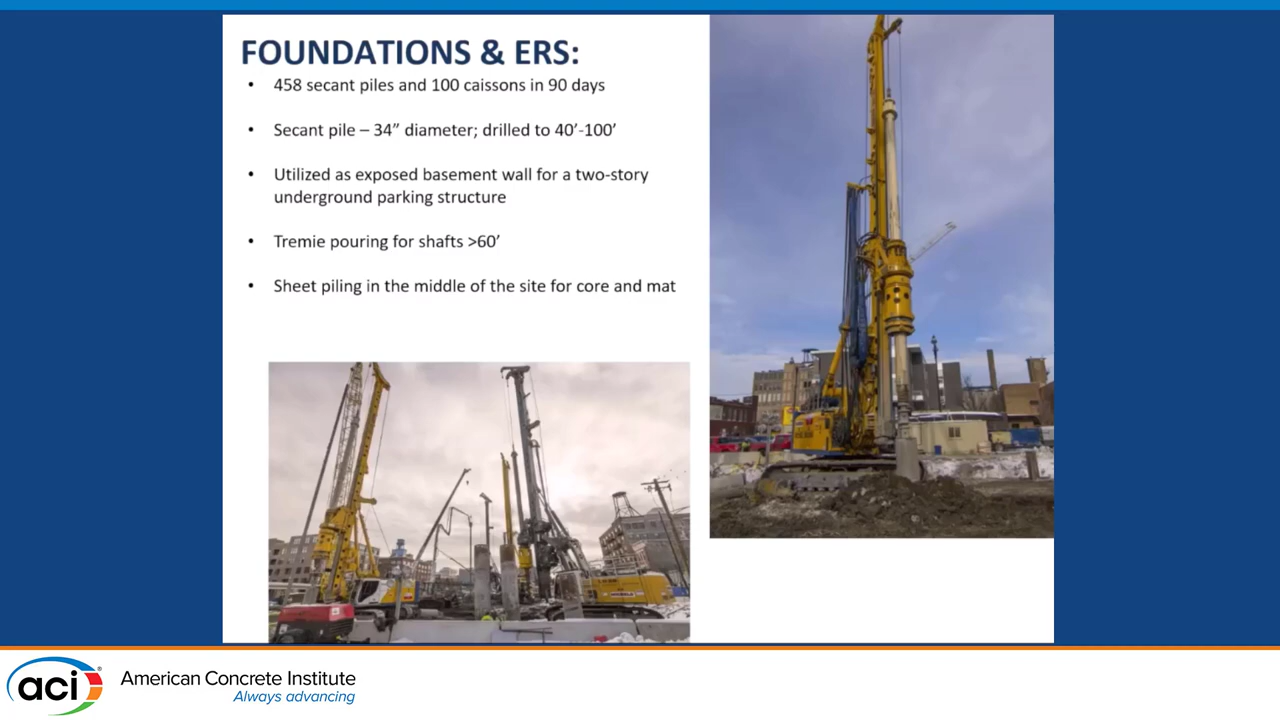 FOUNDATIONS & ERS:
• 458 secant piles and 100 caissons in 90 days
• Secant pile – 34” diameter; drilled to 40’-100’
• Utilized as exposed basement wall for a two-story
underground parking structure
• Tremie pouring for shafts >60’
• Sheet piling in the middle of the site for core and mat
aci®
American Concrete Institute
Always advancing